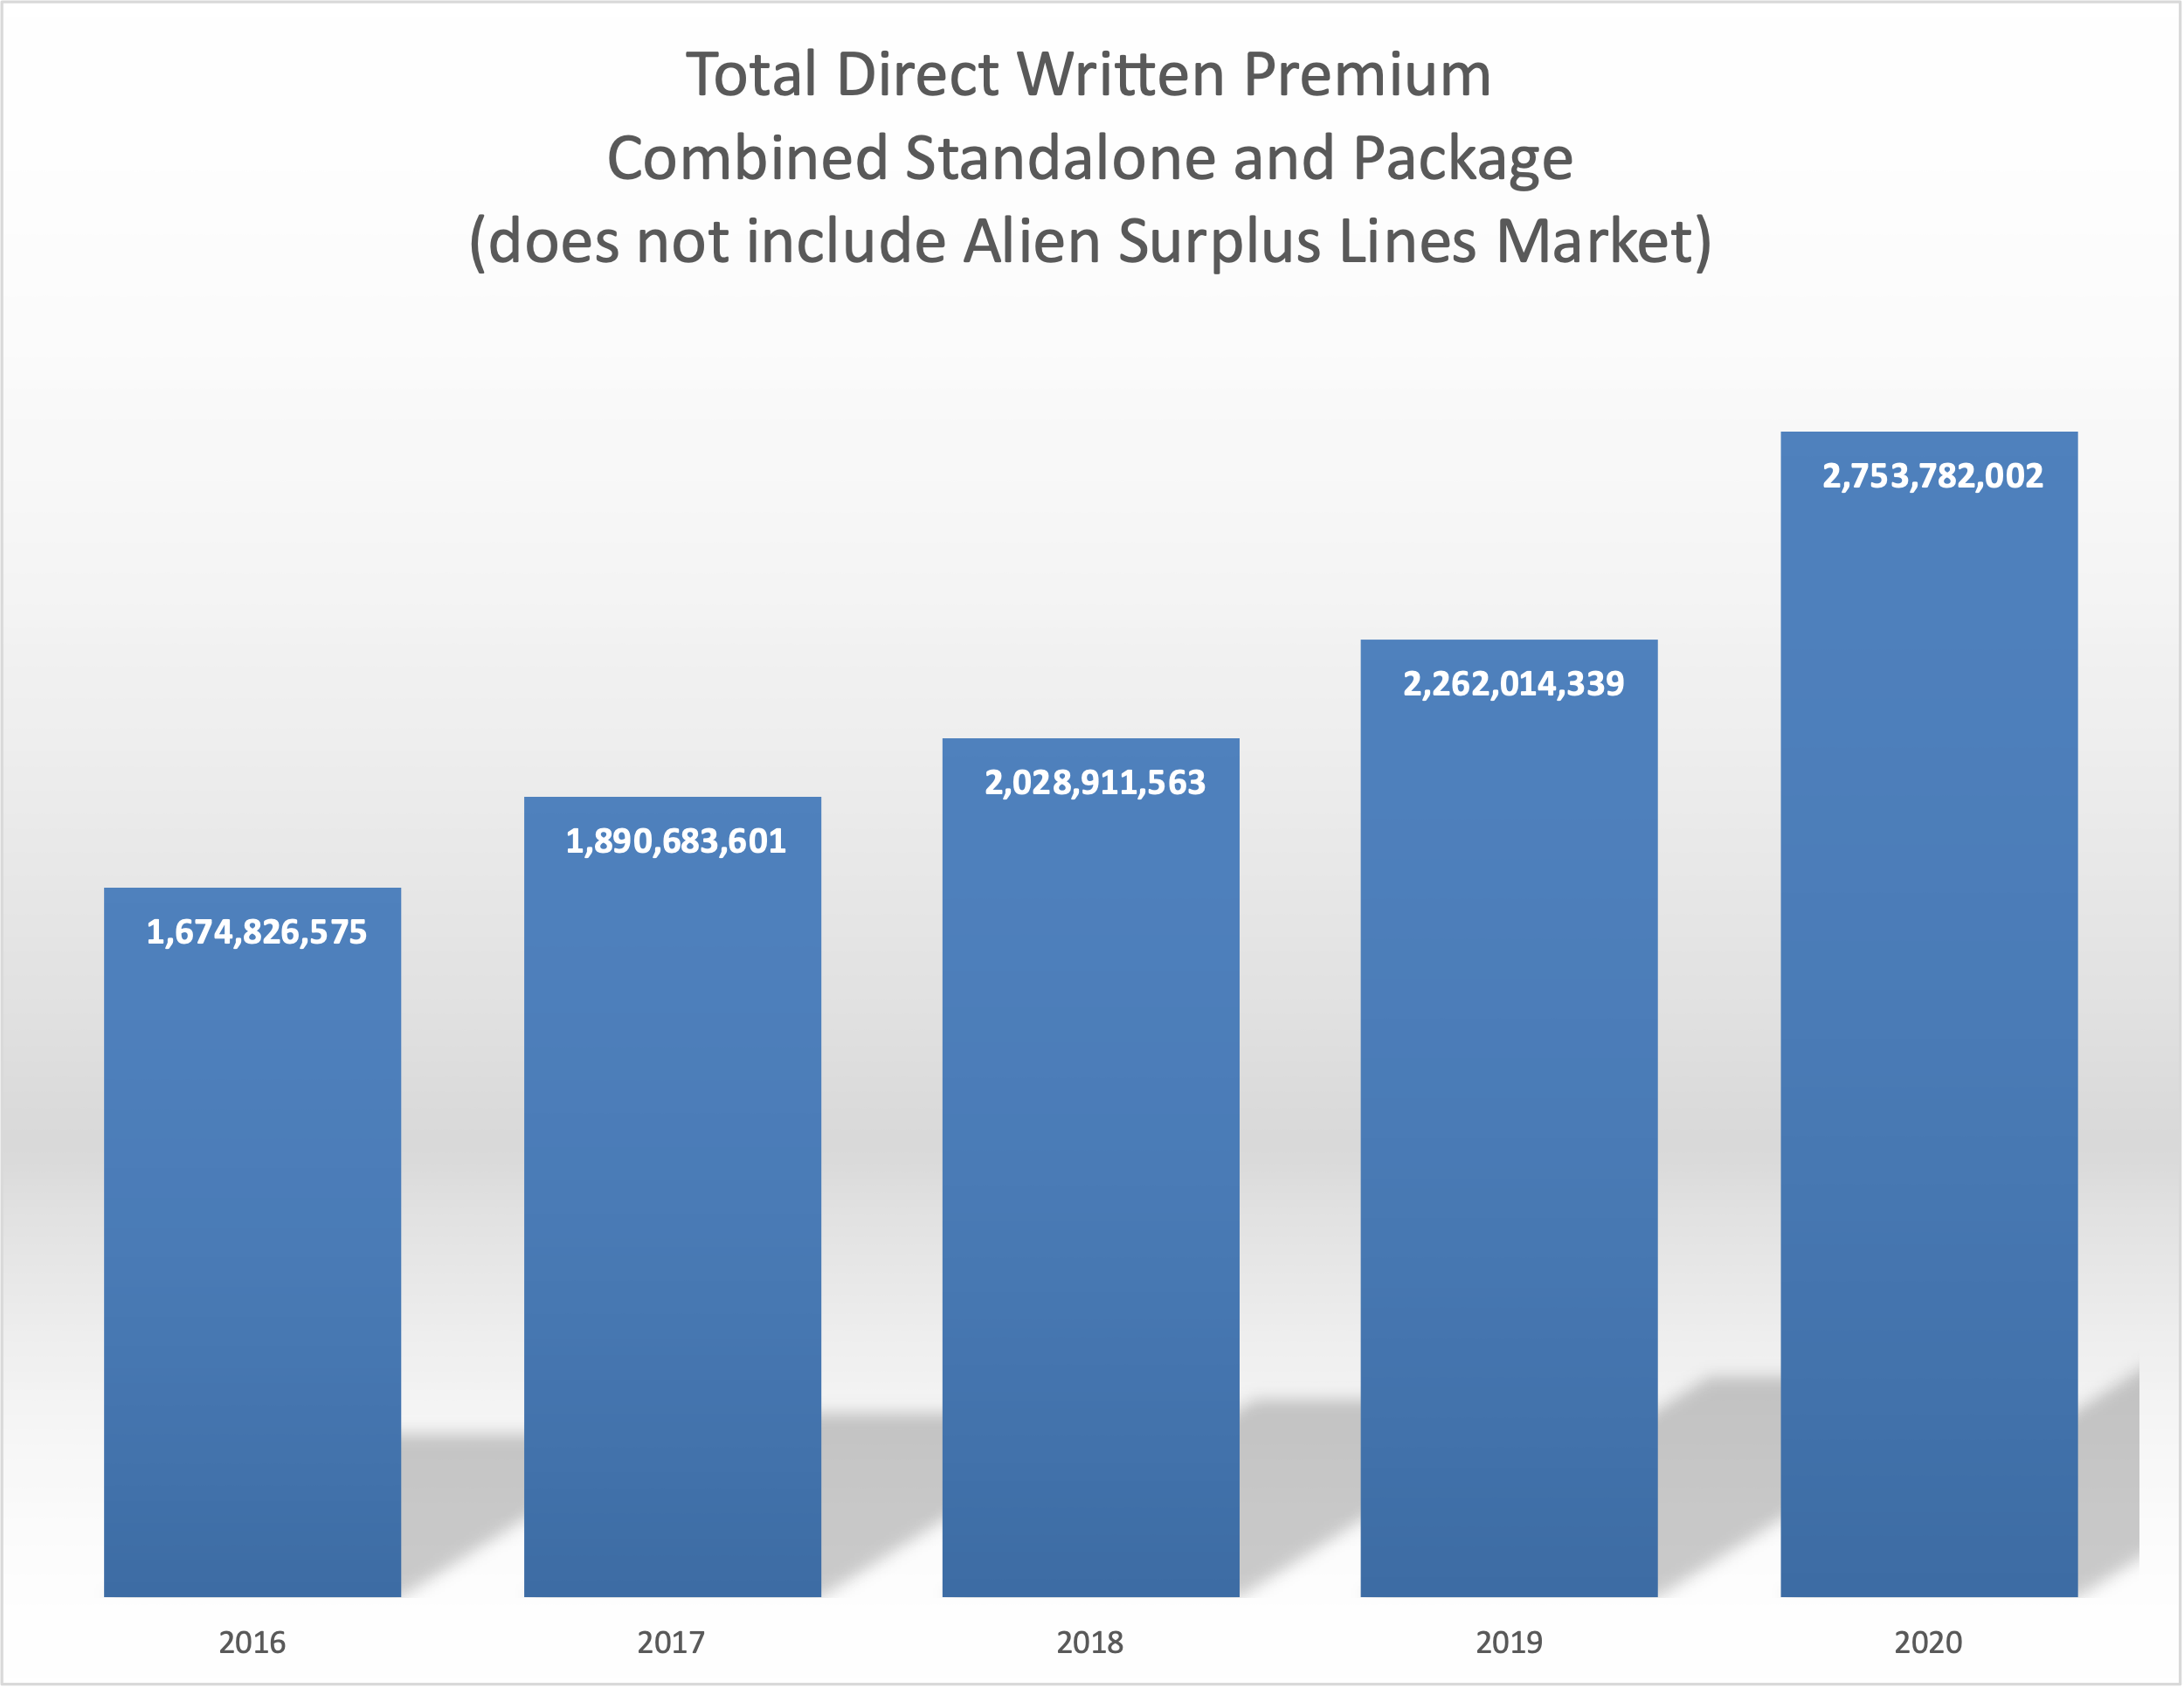 Total Direct Written Premium
Combined Standalone and Package
(does not include Alien Surplus Lines Market)
2,753,782,002
2,262,014,339
2,028,911,563
1,890,683,601
1,674,826,575
2016 2017 2018 2019 2020